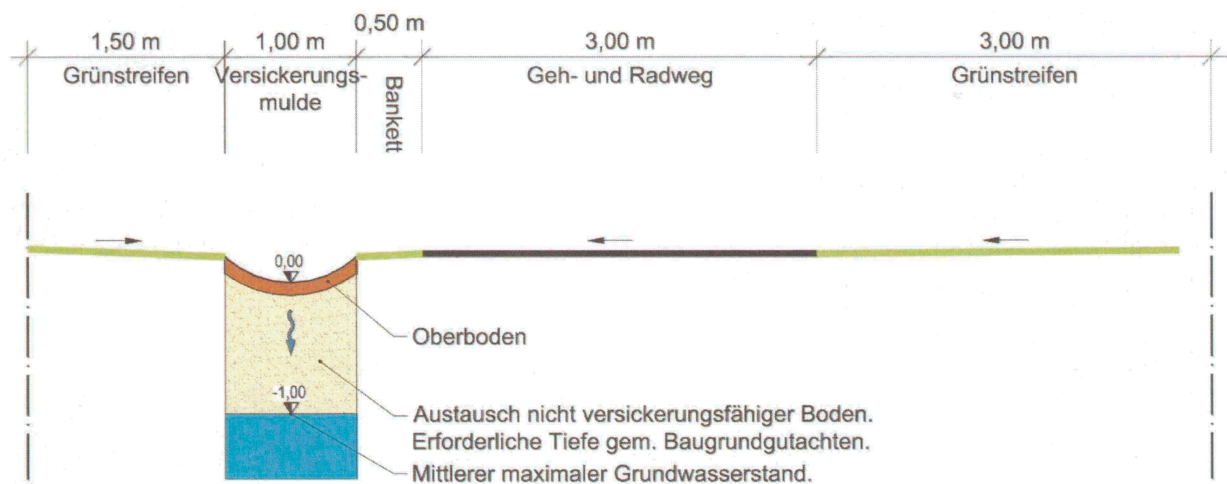 0,50 m
1,50 m
1,00 m
3,00 m
3,00 m
Grünstreifen
Versickerungs-
mulde
Bankett
Geh- und Radweg
Grünstreifen
0,00
Oberboden
-1,00
Austausch nicht versickerungsfähiger Boden.
Erforderliche Tiefe gem. Baugrundgutachten.
Mittlerer maximaler Grundwasserstand.